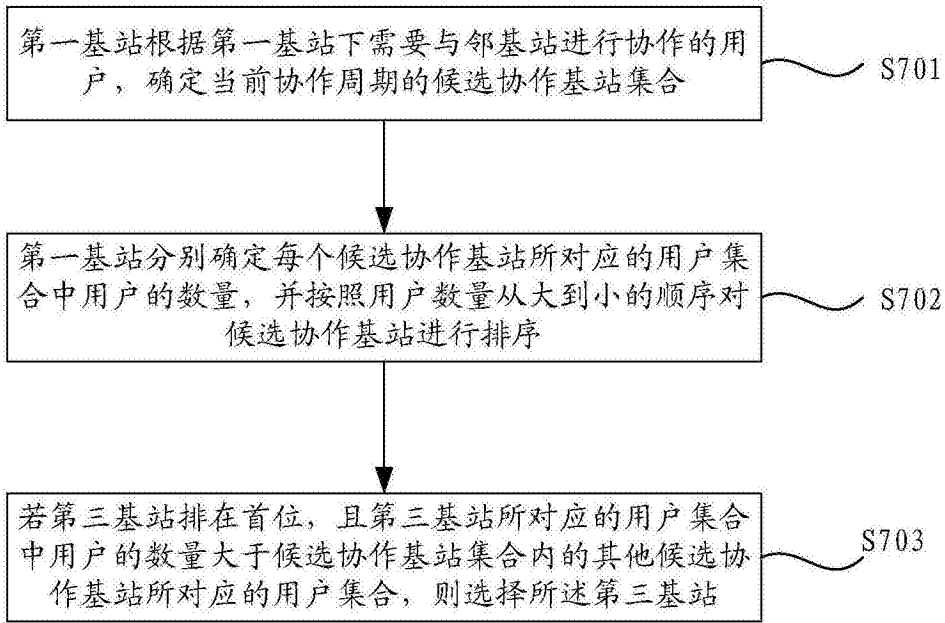 第一基站根据第一基站下需要与邻基站进行协作的用
户，确定当前协作周期的候选协作基站集合
S701
第一基站分别确定每个候选协作基站所对应的用户集
合中用户的数量，并按照用户数量从大到小的顺序对
候选协作基站进行排序
S702
若第三基站排在首位，且第三基站所对应的用户集合
中用户的数量大于候选协作基站集合内的其他候选协
作基站所对应的用户集合，则选择所述第三基站
S703